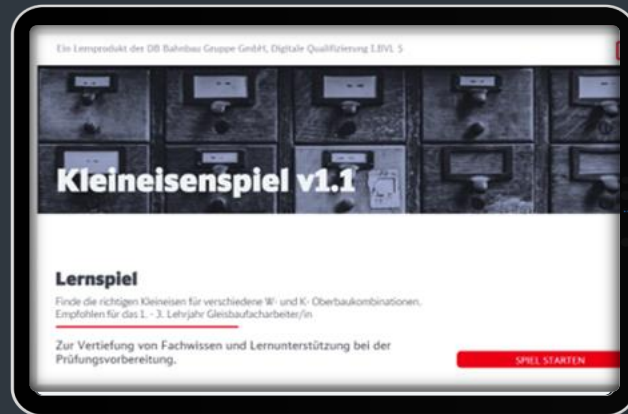 Ein Lernprodukt der DB Bahnbau Gruppe GmbH, Digitale Qualifizierung I.BVL 5
Kleineisenspiel v1.1
Lernspiel
Finde die richtigen Kleineisen für verschiedene W- und K- Oberbaukombinationen.
Empfohlen für das 1. - 3. Lehrjahr Gleisbaufacharbeiter/in
Zur Vertiefung von Fachwissen und Lernunterstützung bei der
Prüfungsvorbereitung.
SPIEL STARTEN